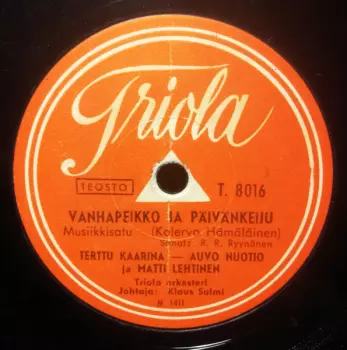 Triola
TEOSTO T. 8016
VANHAPEIKKO JA PÄIVÄNKEIJU
Musiikkisatu (Kalervo Hämäläinen)
Sanat: R. R. Ryynänen
TERTTU KAARINA — AUVO NUOTIO
ja MATTI LEHTINEN
Triola orkesteri
Johtaja: Klaus Salmi
M 1411